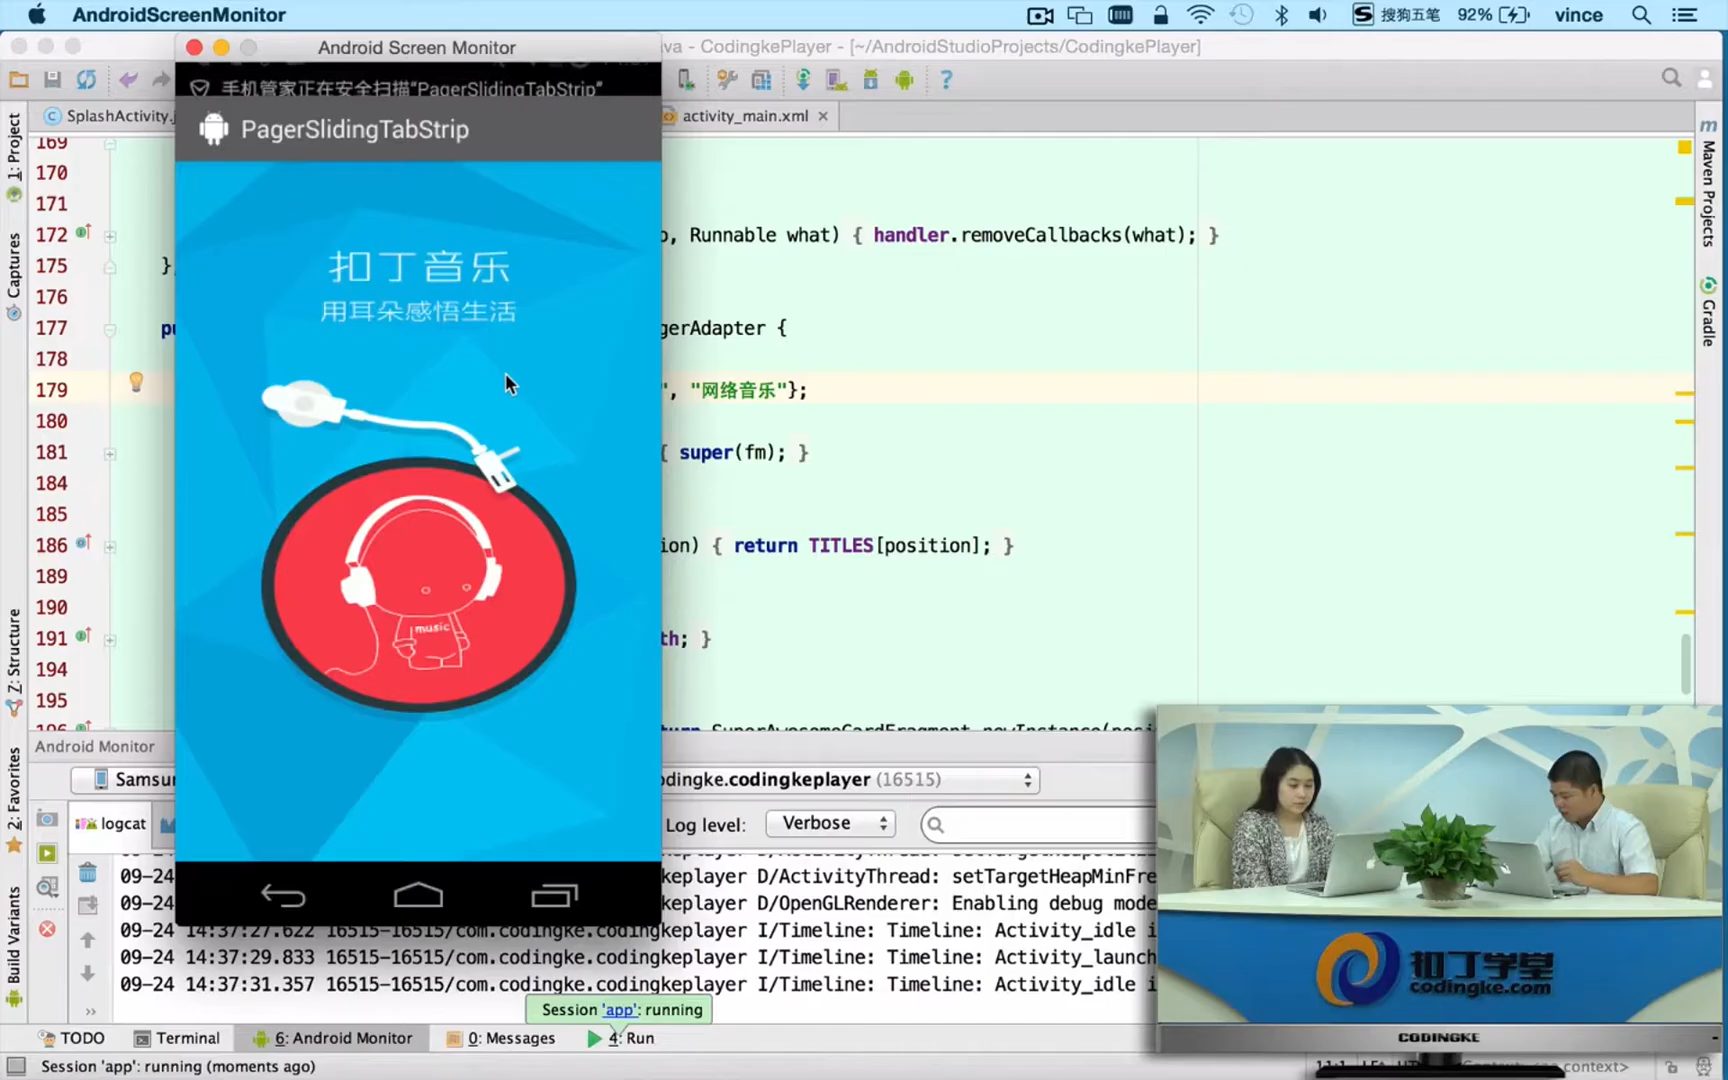 AndroidScreenMonitor
搜狗五笔 92% vince
Android Screen Monitor
ava - CodingkePlayer - [~/AndroidStudioProjects/CodingkePlayer]
手机管家正在安全扫描"PagerSlidingTabStrip"
PagerSlidingTabStrip
SplashActivity.j
activity_main.xml
1: Project
Captures
Z: Structure
2: Favorites
Build Variants
Maven Projects
Gradle
扣丁音乐
用耳朵感悟生活
music
169
170
171
172 o, Runnable what) { handler.removeCallbacks(what); }
175 }
176
177 pu gerAdapter {
178
179 ", "网络音乐"};
180
181 { super(fm); }
184
185
186 ion) { return TITLES[position]; }
189
190
191 th; }
194
195
196 return SuperAwesomeCardFragment.newInstance(posi
Android Monitor
Samsu
odingke.codingkeplayer (16515)
logcat
Log level: Verbose
09-24 keplayer D/ActivityThread: setTargetHeapMinFre
09-24 keplayer D/OpenGLRenderer: Enabling debug mode
09-24 14:37:27.622 16515-16515/com.codingke.codingkeplayer I/Timeline: Timeline: Activity_idle i
09-24 14:37:29.833 16515-16515/com.codingke.codingkeplayer I/Timeline: Timeline: Activity_launch
09-24 14:37:31.357 16515-16515/com.codingke.codingkeplayer I/Timeline: Timeline: Activity_idle i
Session 'app': running
TODO Terminal 6: Android Monitor 0: Messages 4: Run
Session 'app': running (moments ago)
扣丁学堂
codingke.com
CODINGKE
context>